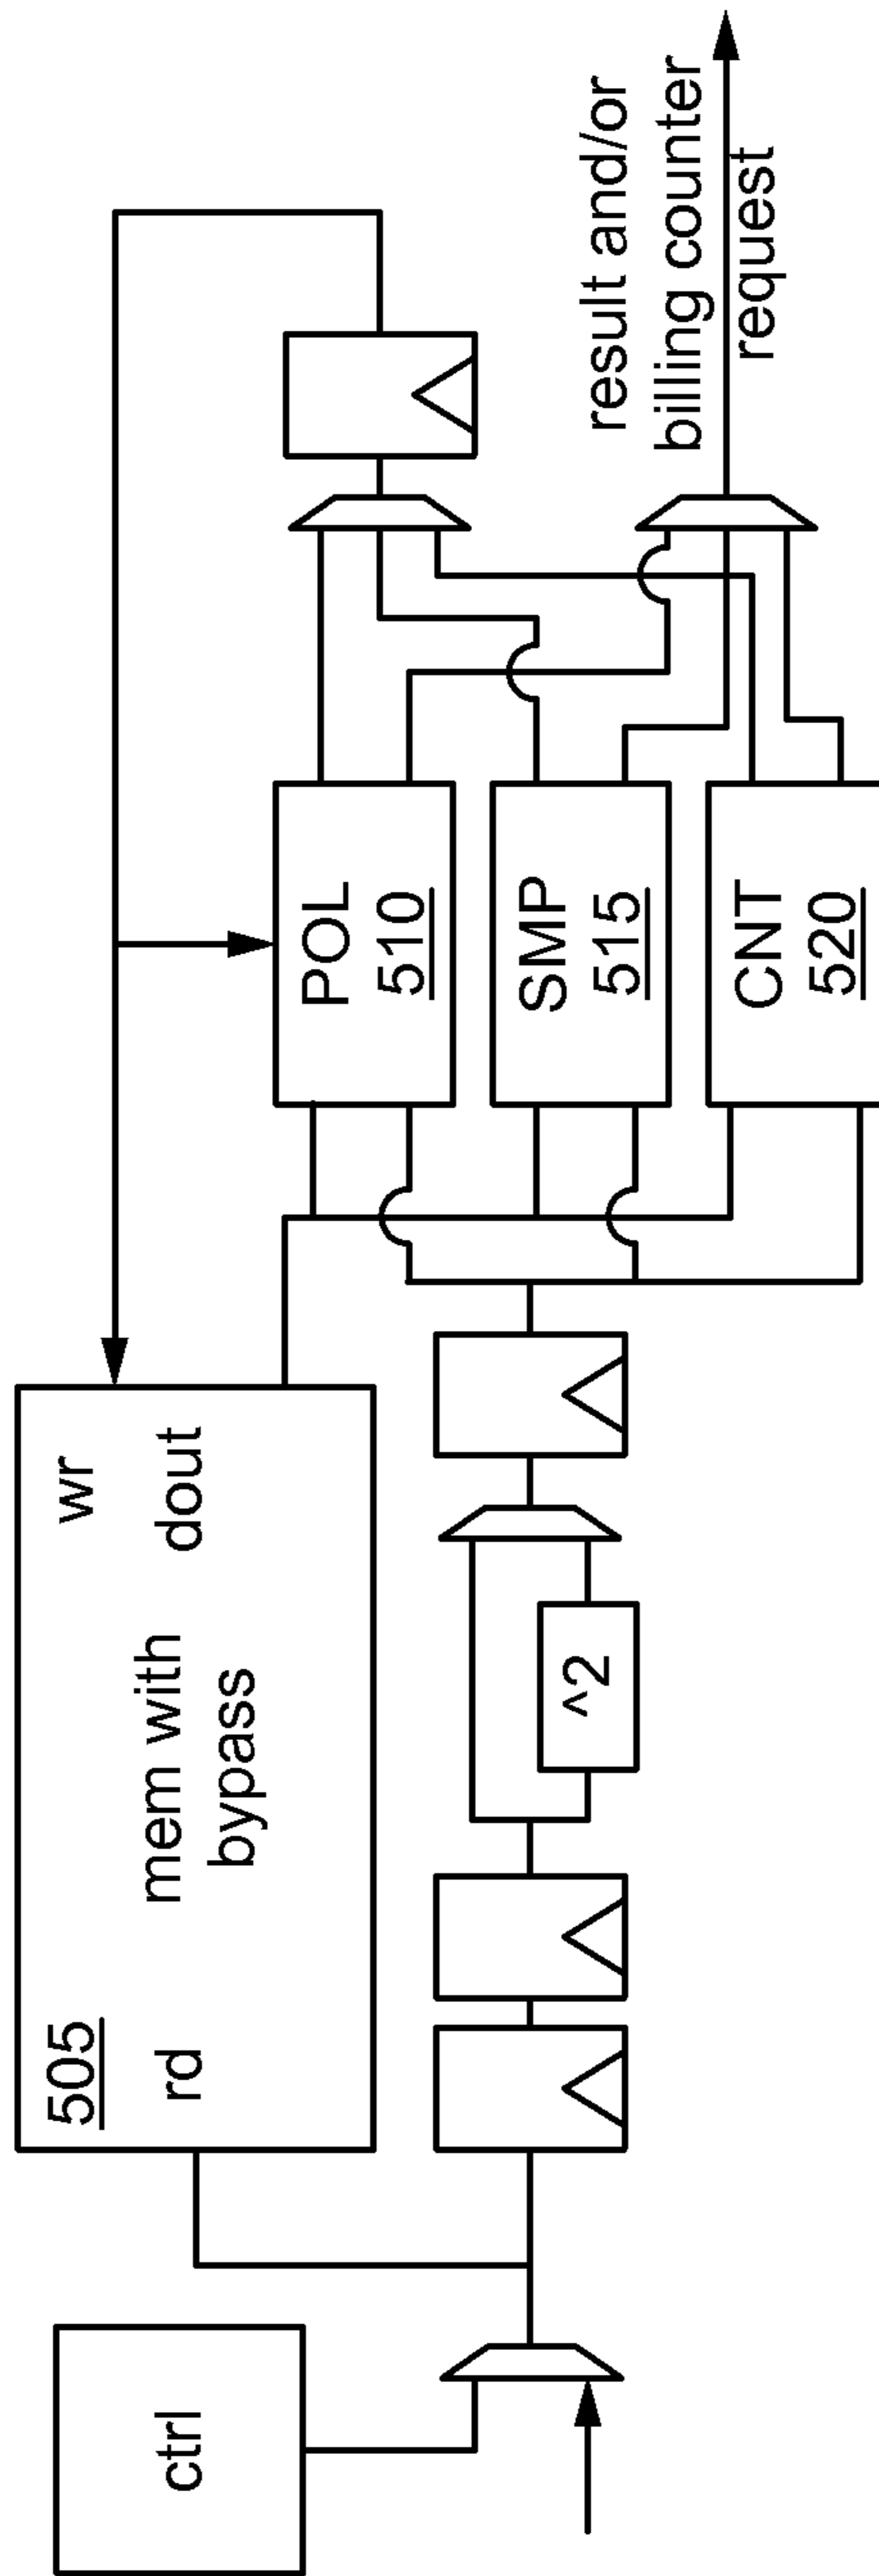 ctrl
505
rd
mem with
bypass
wr
dout
^2
POL
510
SMP
515
CNT
520
result and/or
billing counter
request